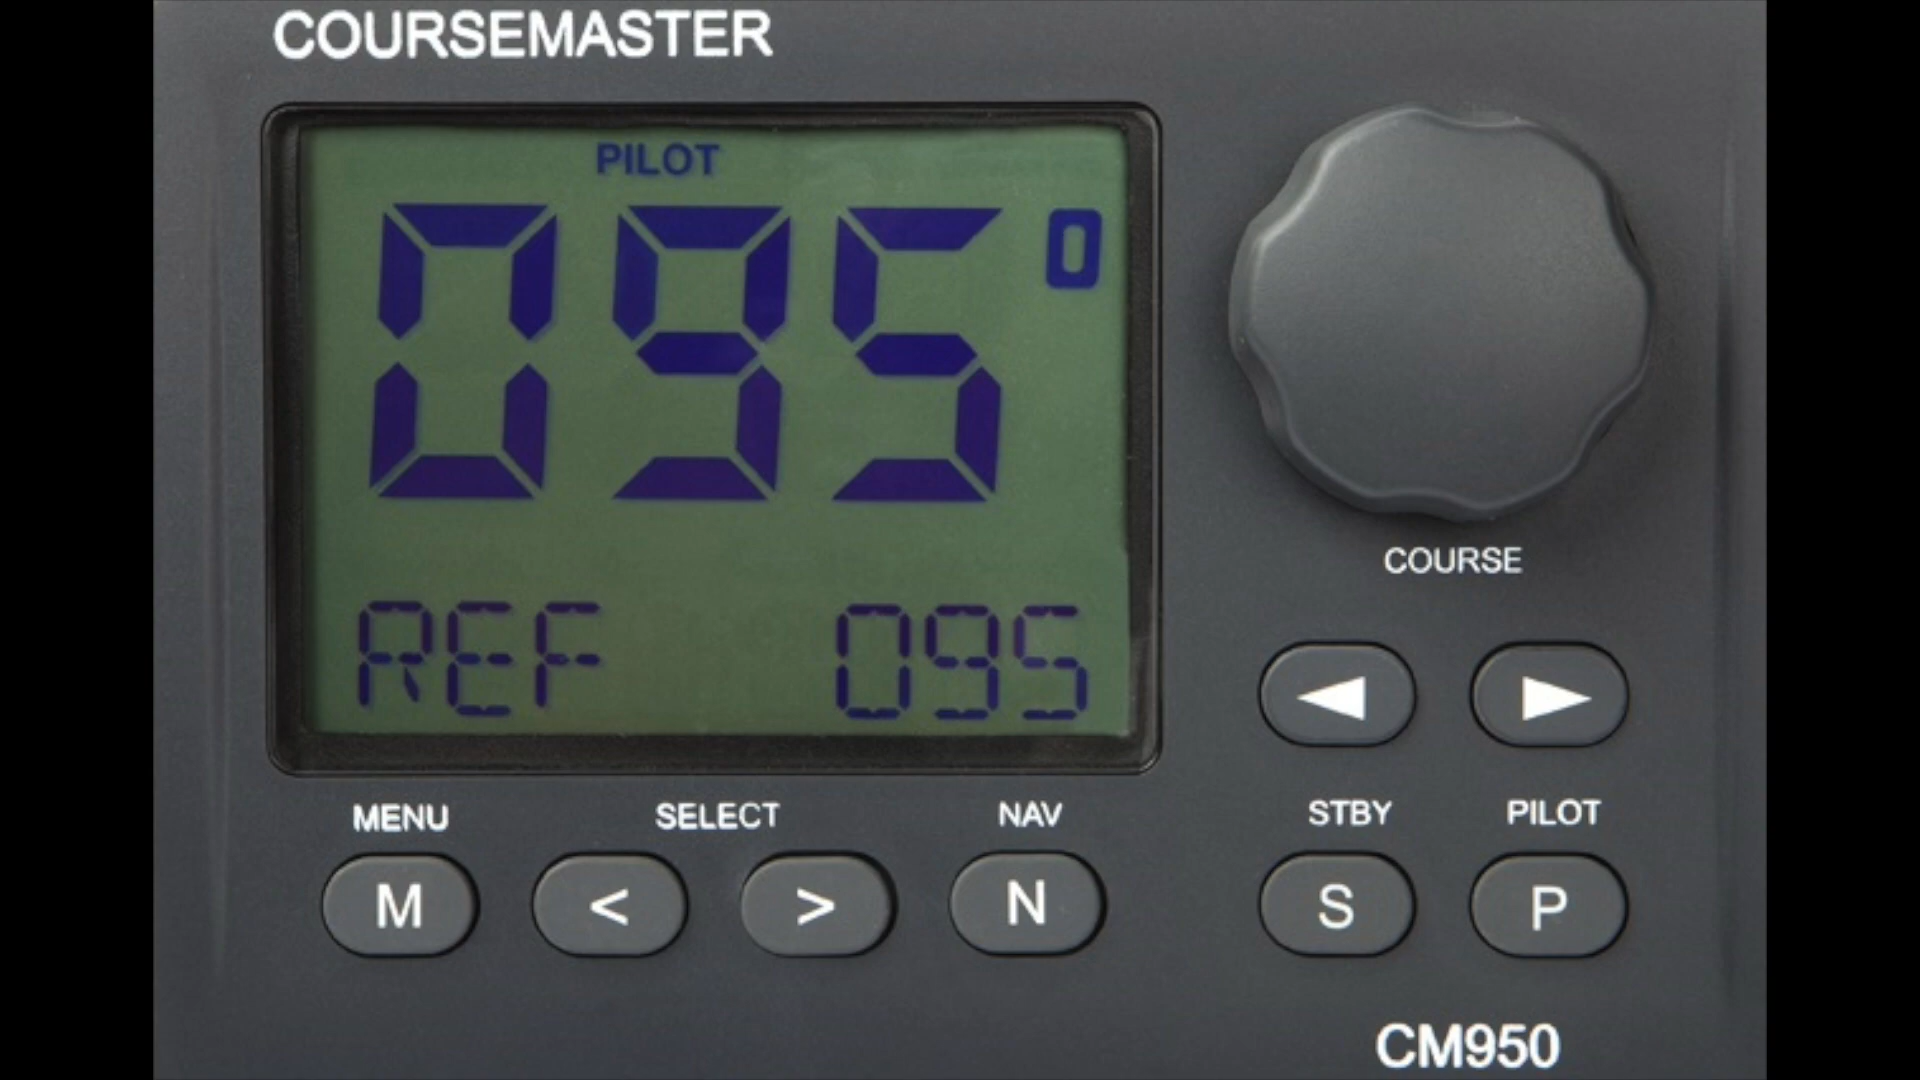 COURSEMASTER
PILOT
095°
REF 095
COURSE
MENU SELECT NAV STBY PILOT
M < > N S P
CM950